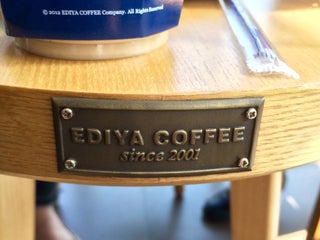 © 2012 EDIYA COFFEE Company. All Rights Reserved.
EDIYA COFFEE
since 2001